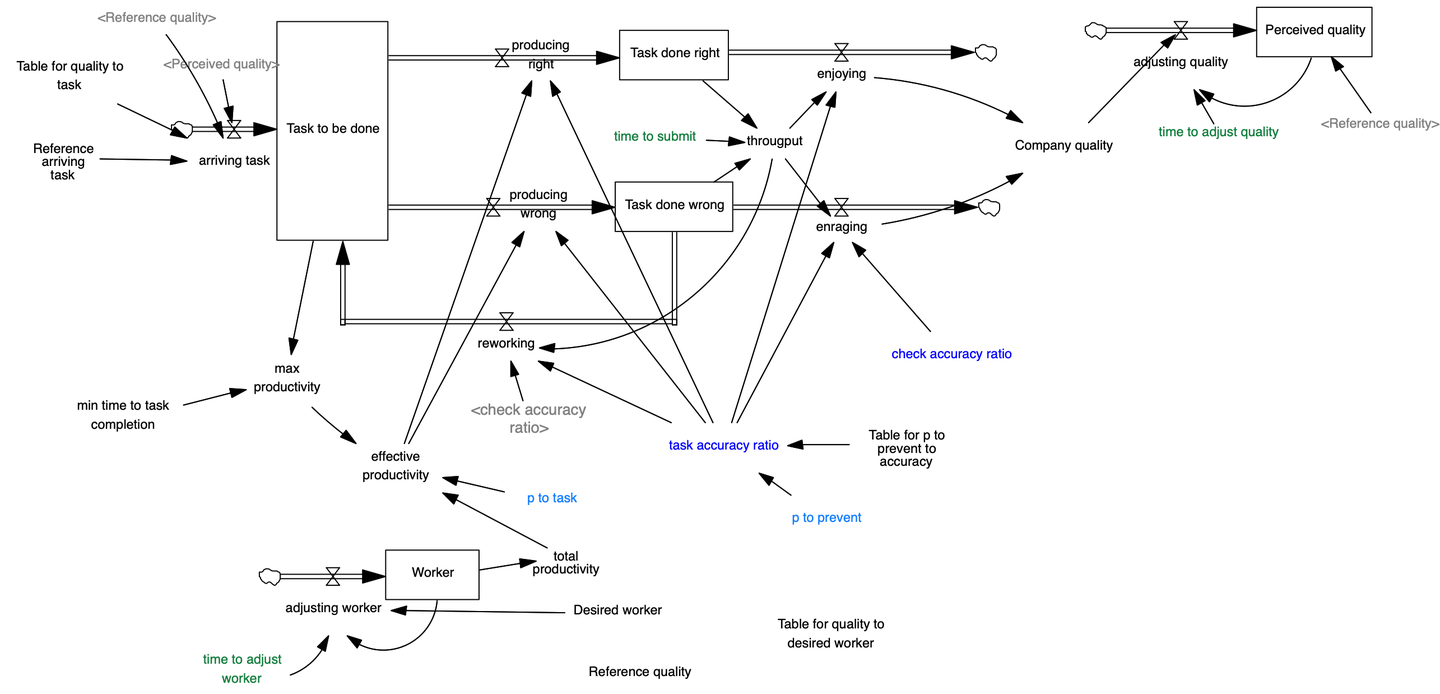 <Reference quality>
<Perceived quality>
Table for quality to
task
Reference
arriving
task
arriving task
Task to be done
producing
right
Task done right
enjoying
adjusting quality
Perceived quality
time to submit
througput
Company quality
time to adjust quality
<Reference quality>
producing
wrong
Task done wrong
enraging
reworking
check accuracy ratio
max
productivity
min time to task
completion
<check accuracy
ratio>
task accuracy ratio
Table for p to
prevent to
accuracy
effective
productivity
p to task
p to prevent
total
productivity
Worker
adjusting worker
Desired worker
Table for quality to
desired worker
time to adjust
worker
Reference quality